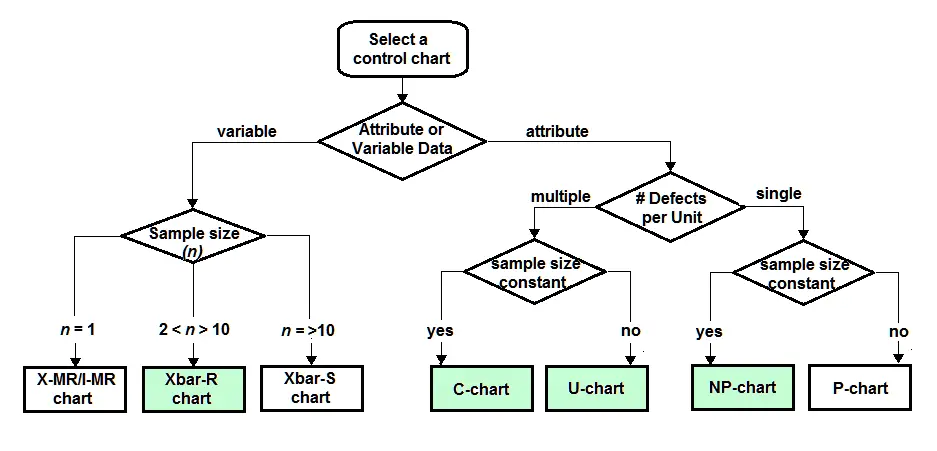 Select a
control chart
variable
Attribute or
Variable Data
attribute
multiple
# Defects
per Unit
single
Sample size
(n)
sample size
constant
sample size
constant
n = 1
2 < n > 10
n = >10
yes
no
yes
no
X-MR/I-MR
chart
Xbar-R
chart
Xbar-S
chart
C-chart
U-chart
NP-chart
P-chart